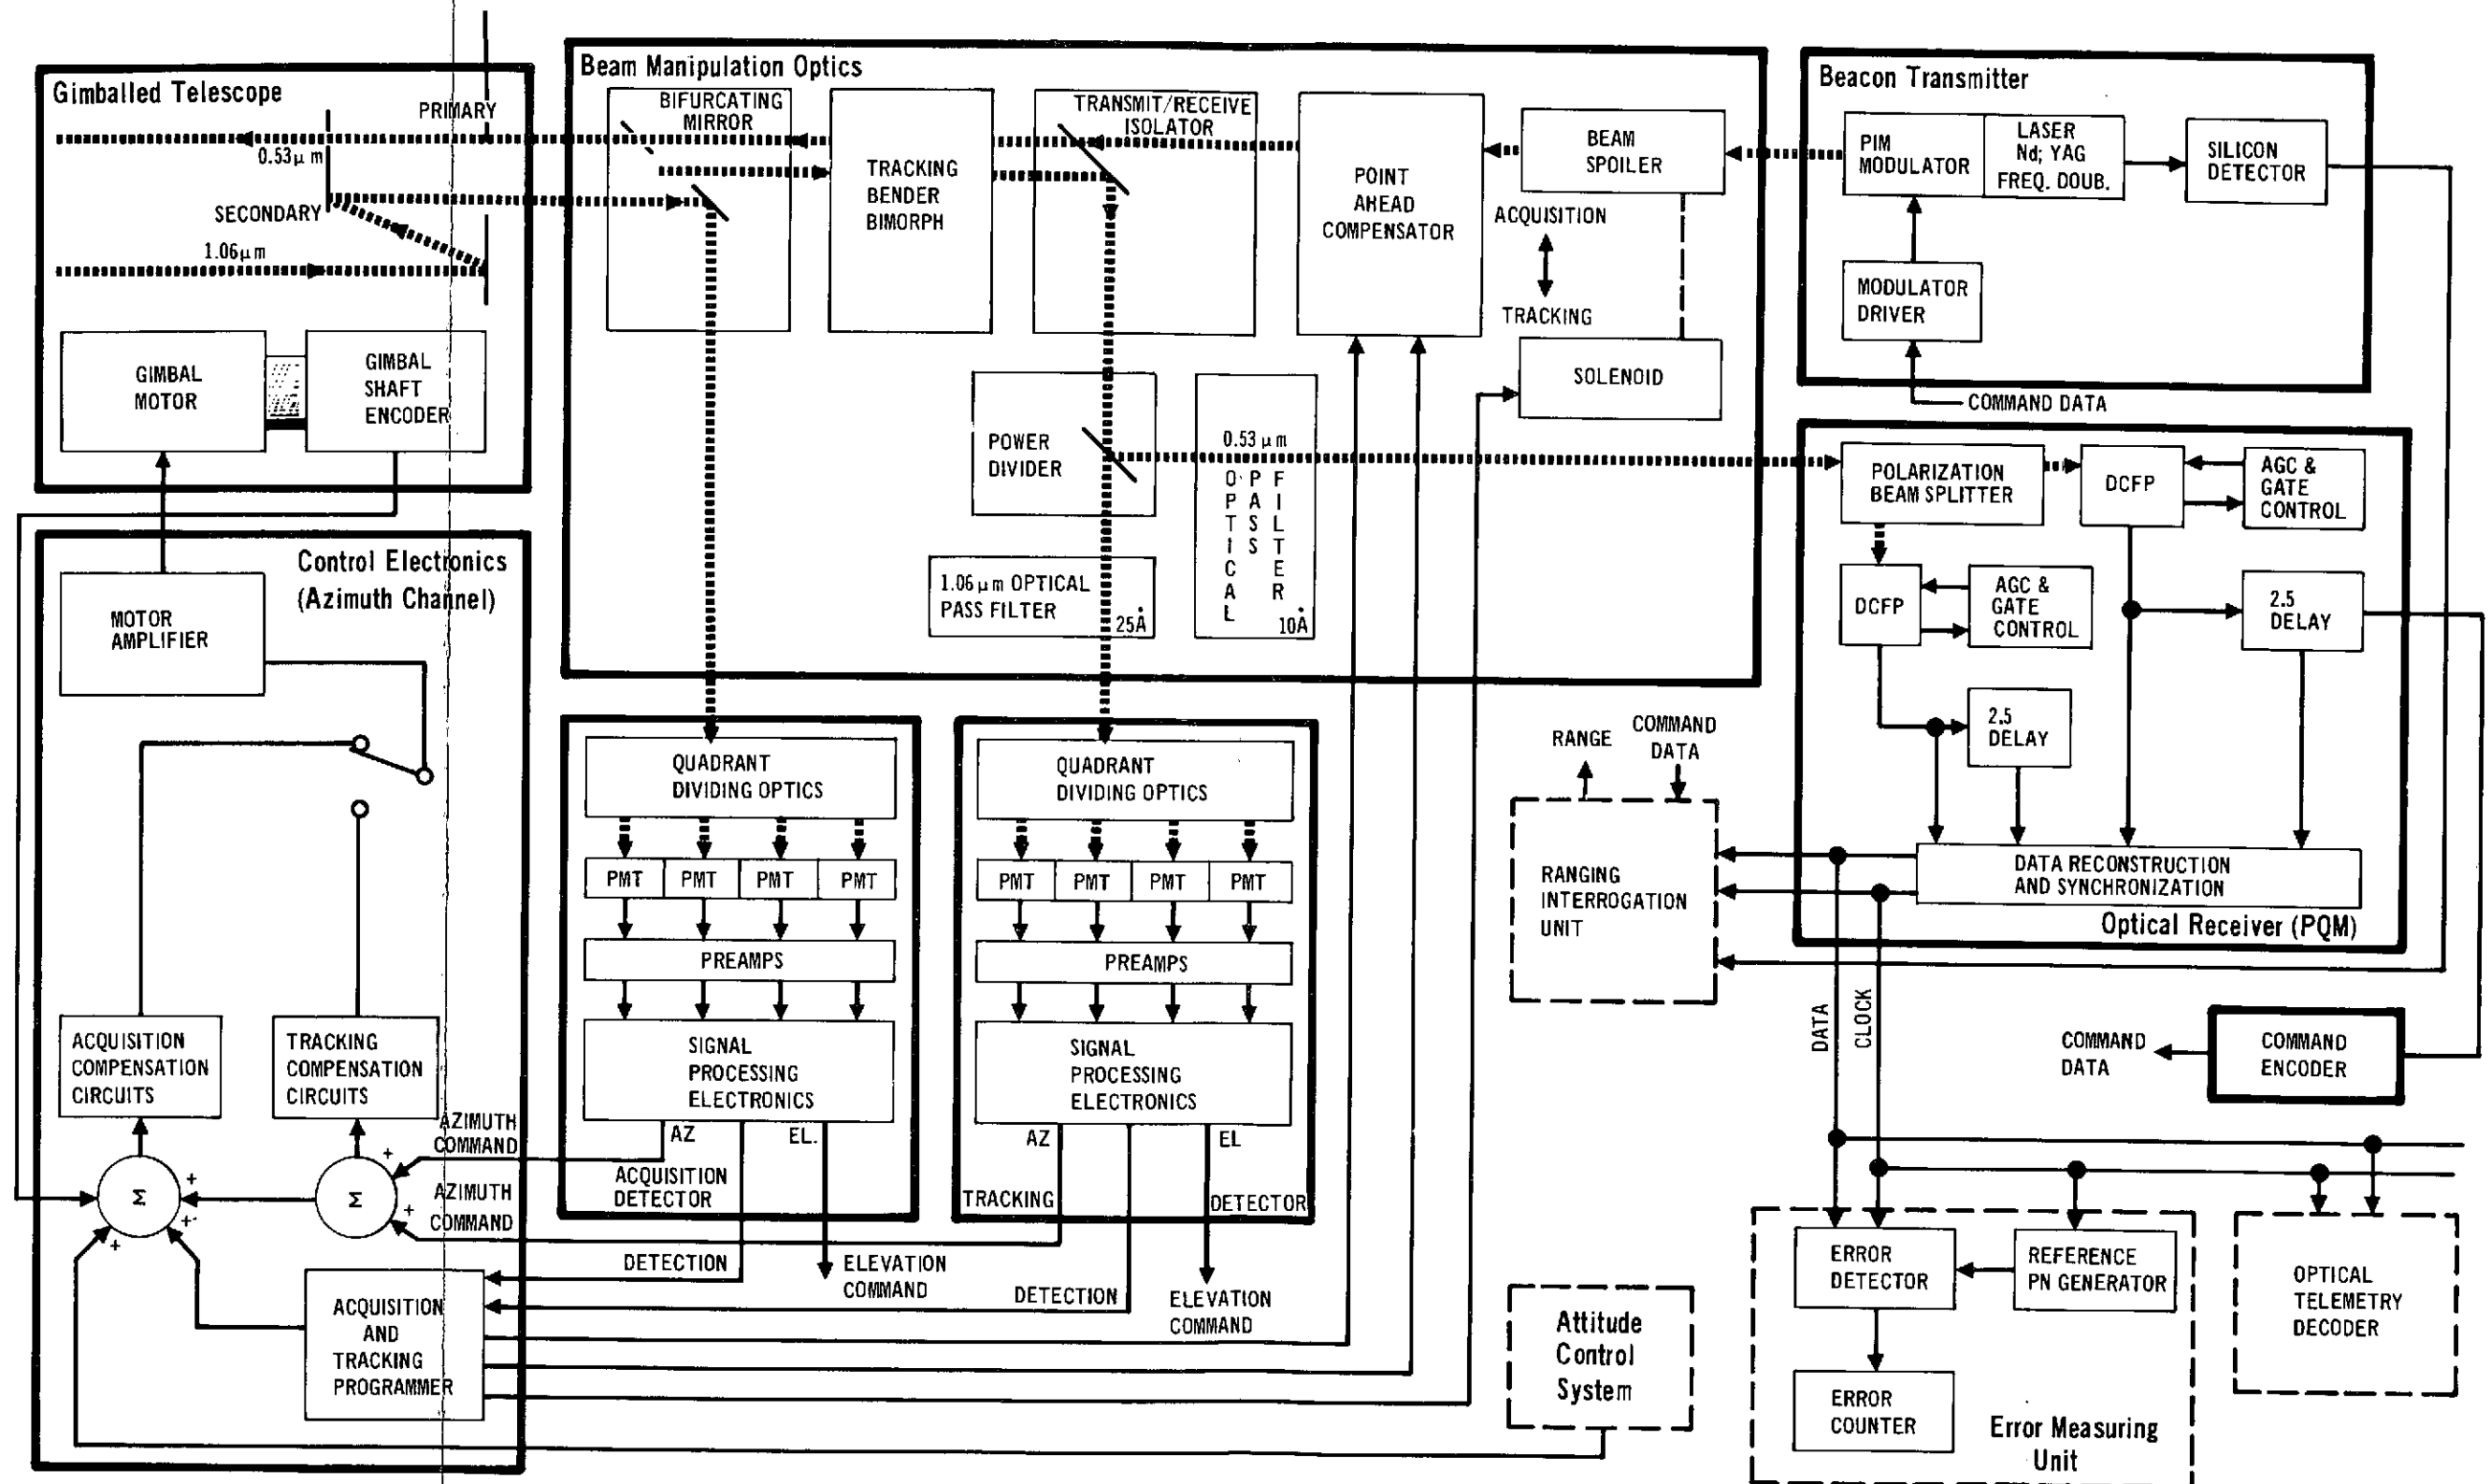 Gimballed Telescope
PRIMARY
0.53µm
SECONDARY
1.06µm
GIMBAL
MOTOR
GIMBAL
SHAFT
ENCODER
Beam Manipulation Optics
BIFURCATING
MIRROR
TRACKING
BENDER
BIMORPH
TRANSMIT/RECEIVE
ISOLATOR
POINT
AHEAD
COMPENSATOR
BEAM
SPOILER
ACQUISITION
TRACKING
SOLENOID
POWER
DIVIDER
0.53 µm
OPTICAL
PASS
FILTER
10Å
1.06µm OPTICAL
PASS FILTER
25Å
Beacon Transmitter
PIM
MODULATOR
LASER
Nd; YAG
FREQ. DOUB.
SILICON
DETECTOR
MODULATOR
DRIVER
COMMAND DATA
POLARIZATION
BEAM SPLITTER
DCFP
AGC &
GATE
CONTROL
DCFP
AGC &
GATE
CONTROL
2.5
DELAY
2.5
DELAY
DATA RECONSTRUCTION
AND SYNCHRONIZATION
Optical Receiver (PQM)
Control Electronics
(Azimuth Channel)
MOTOR
AMPLIFIER
ACQUISITION
COMPENSATION
CIRCUITS
TRACKING
COMPENSATION
CIRCUITS
AZIMUTH
COMMAND
Σ
+
+
+
Σ
+
+
AZIMUTH
COMMAND
ACQUISITION
AND
TRACKING
PROGRAMMER
QUADRANT
DIVIDING OPTICS
PMT PMT PMT PMT
PREAMPS
SIGNAL
PROCESSING
ELECTRONICS
AZ EL.
ACQUISITION
DETECTOR
DETECTION
ELEVATION
COMMAND
QUADRANT
DIVIDING OPTICS
PMT PMT PMT PMT
PREAMPS
SIGNAL
PROCESSING
ELECTRONICS
AZ EL
TRACKING DETECTOR
DETECTION
ELEVATION
COMMAND
RANGE
COMMAND
DATA
RANGING
INTERROGATION
UNIT
DATA
CLOCK
COMMAND
DATA
COMMAND
ENCODER
Attitude
Control
System
ERROR
DETECTOR
REFERENCE
PN GENERATOR
ERROR
COUNTER
Error Measuring
Unit
OPTICAL
TELEMETRY
DECODER